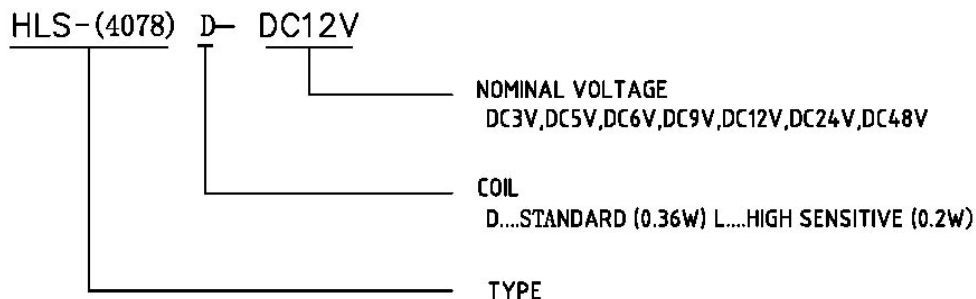 HLS-(4078) D- DC12V
NOMINAL VOLTAGE
DC3V,DC5V,DC6V,DC9V,DC12V,DC24V,DC48V
COIL
D....STANDARD (0.36W) L....HIGH SENSITIVE (0.2W)
TYPE